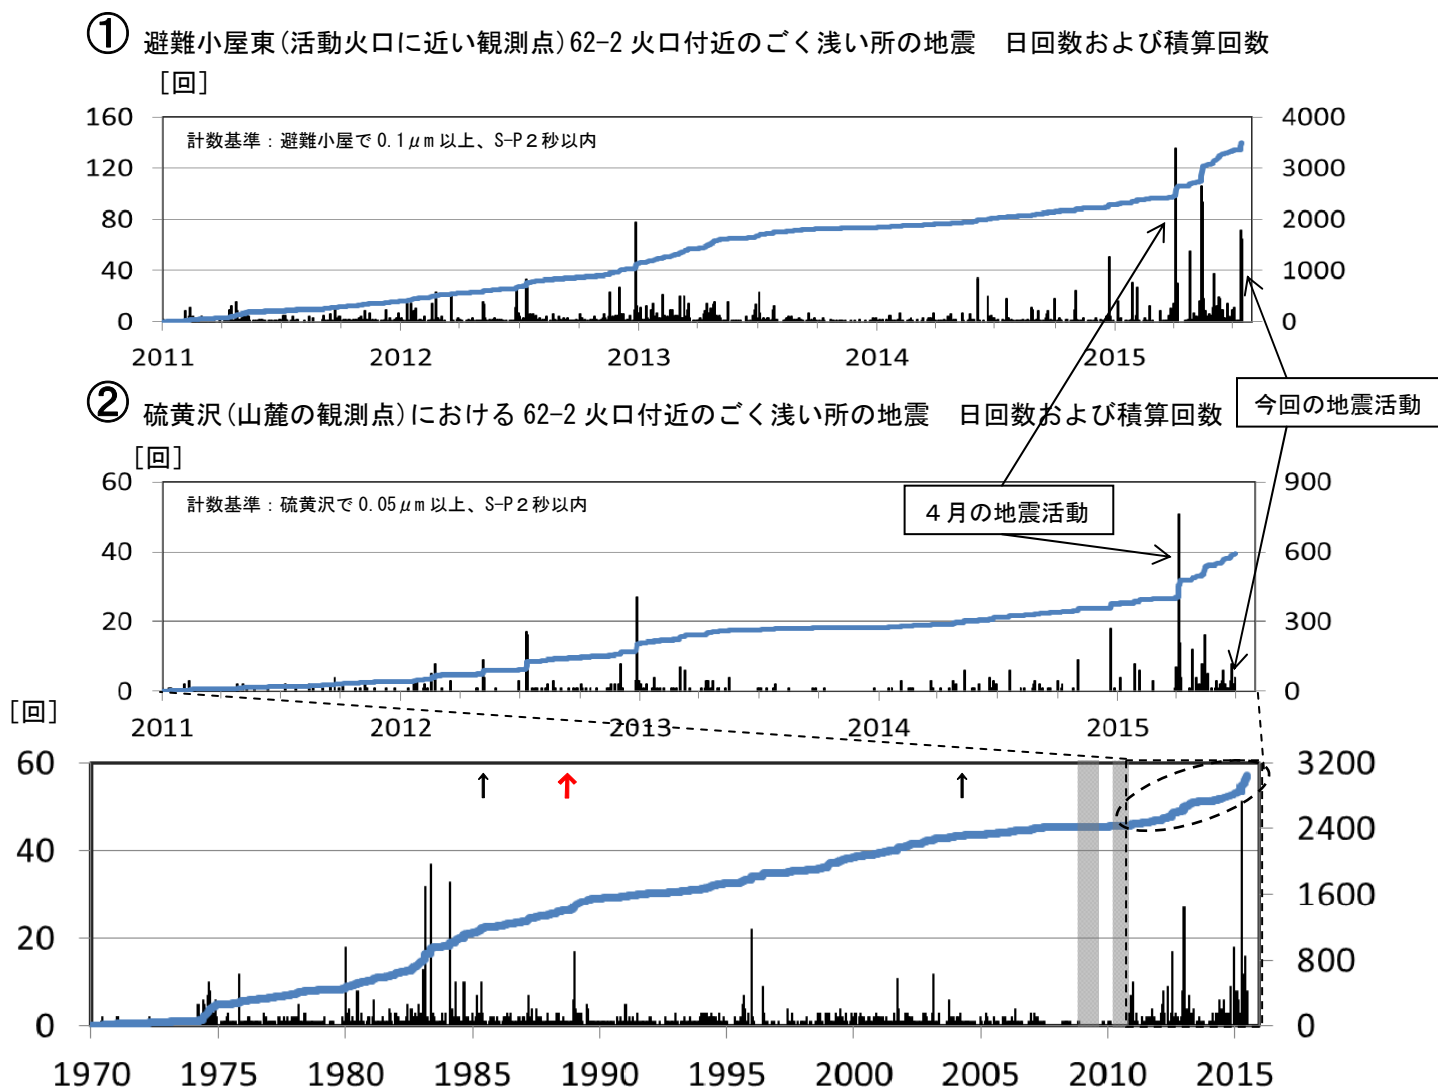 ① 避難小屋東(活動火口に近い観測点)62-2 火口付近のごく浅い所の地震　日回数および積算回数
[回]
160 4000
計数基準：避難小屋で 0.1μm 以上、S-P 2 秒以内
120 3000
80 2000
40 1000
0 0
2011 2012 2013 2014 2015
② 硫黄沢(山麓の観測点)における 62-2 火口付近のごく浅い所の地震　日回数および積算回数
今回の地震活動
[回]
60 900
計数基準：硫黄沢で 0.05μm 以上、S-P 2 秒以内
４月の地震活動
40 600
20 300
0 0
[回]
2011 2012 2013 2014 2015
60 3200
2400
40
1600
20
800
0 0
1970 1975 1980 1985 1990 1995 2000 2005 2010 2015